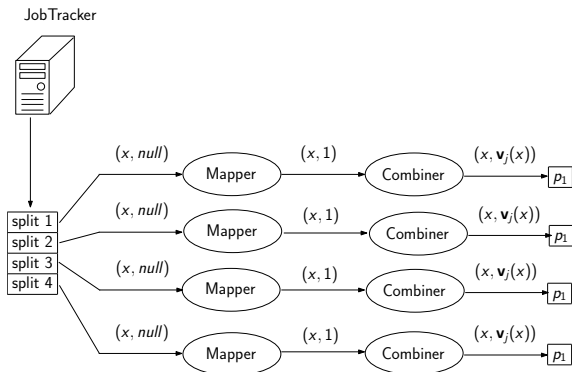 JobTracker
(x, null)
Mapper
(x, 1)
Combiner
(x, v_j(x))
p_1
split 1
split 2
split 3
split 4
(x, null)
Mapper
(x, 1)
Combiner
(x, v_j(x))
p_1
(x, null)
Mapper
(x, 1)
Combiner
(x, v_j(x))
p_1
(x, null)
Mapper
(x, 1)
Combiner
(x, v_j(x))
p_1